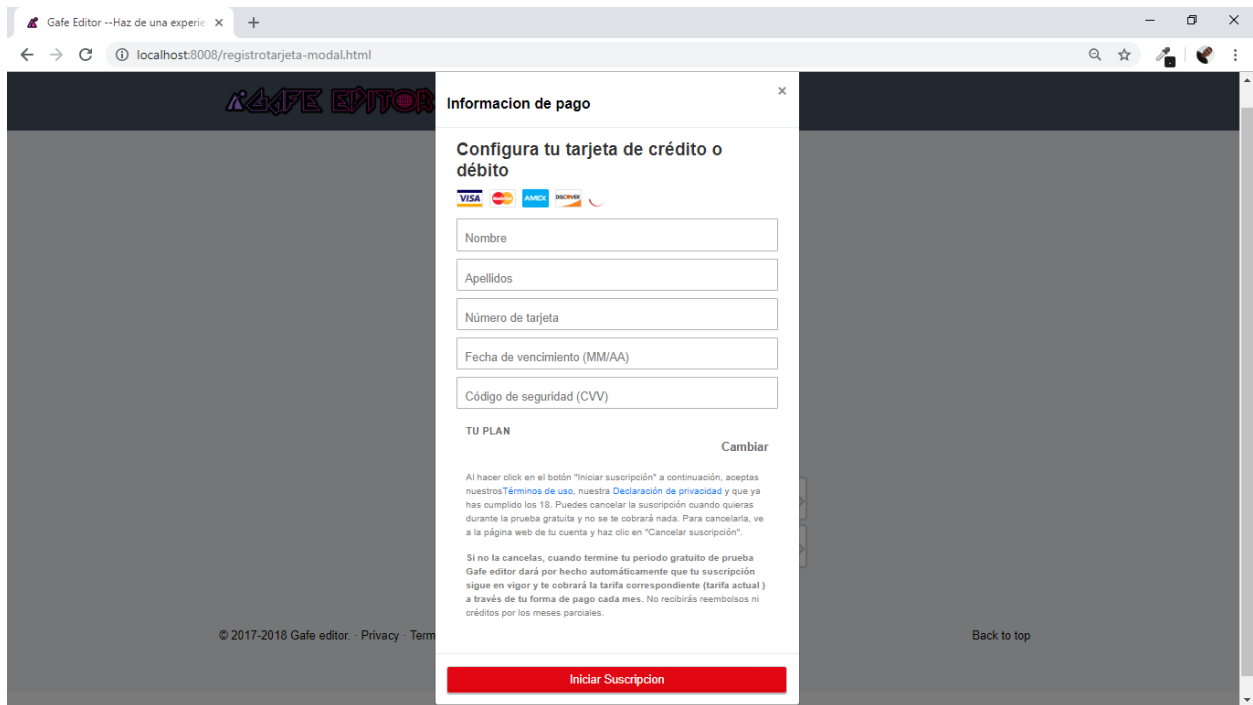 Gafe Editor --Haz de una experie
localhost:8008/registrotarjeta-modal.html
GAFE EDITOR
Informacion de pago
×
Configura tu tarjeta de crédito o
débito
VISA AMEX DISCOVER
Nombre
Apellidos
Número de tarjeta
Fecha de vencimiento (MM/AA)
Código de seguridad (CVV)
TU PLAN
Cambiar
Al hacer click en el botón "Iniciar suscripción" a continuación, aceptas
nuestrosTérminos de uso, nuestra Declaración de privacidad y que ya
has cumplido los 18. Puedes cancelar la suscripción cuando quieras
durante la prueba gratuita y no se te cobrará nada. Para cancelarla, ve
a la página web de tu cuenta y haz clic en "Cancelar suscripción".
Si no la cancelas, cuando termine tu periodo gratuito de prueba
Gafe editor dará por hecho automáticamente que tu suscripción
sigue en vigor y te cobrará la tarifa correspondiente (tarifa actual )
a través de tu forma de pago cada mes. No recibirás reembolsos ni
créditos por los meses parciales.
© 2017-2018 Gafe editor. · Privacy · Term
Back to top
Iniciar Suscripcion